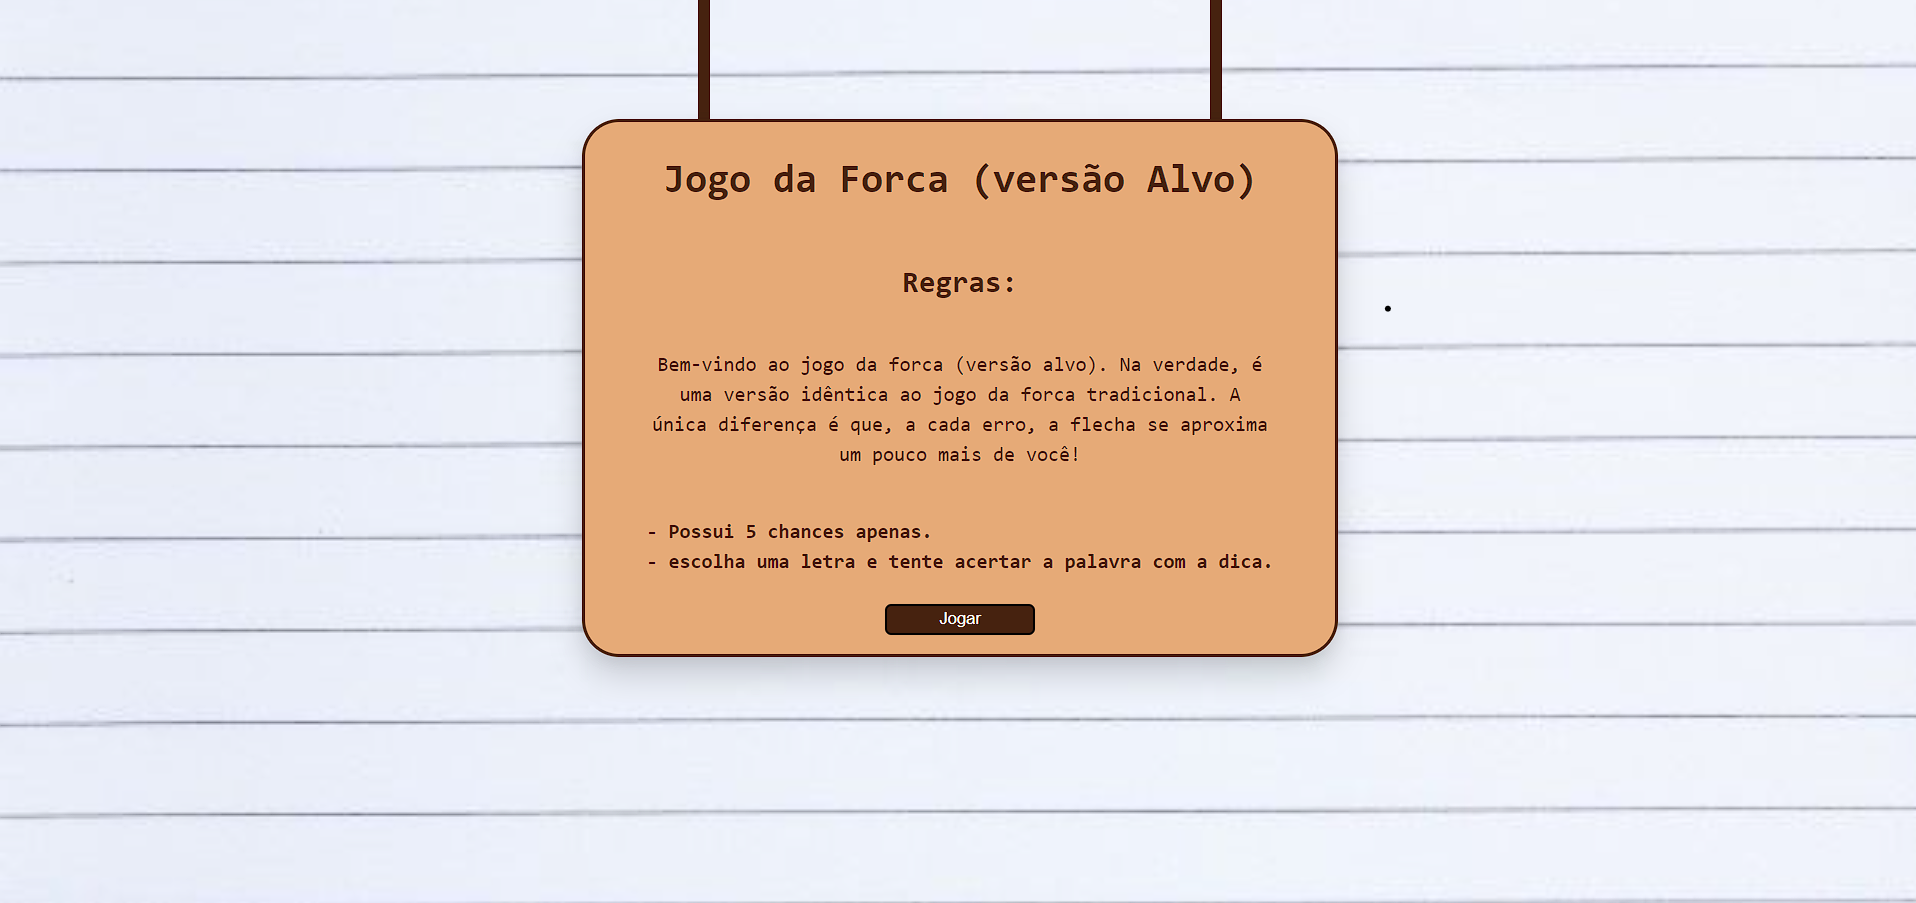 Jogo da Forca (versão Alvo)
Regras:
Bem-vindo ao jogo da forca (versão alvo). Na verdade, é
uma versão idêntica ao jogo da forca tradicional. A
única diferença é que, a cada erro, a flecha se aproxima
um pouco mais de você!
- Possui 5 chances apenas.
- escolha uma letra e tente acertar a palavra com a dica.
Jogar